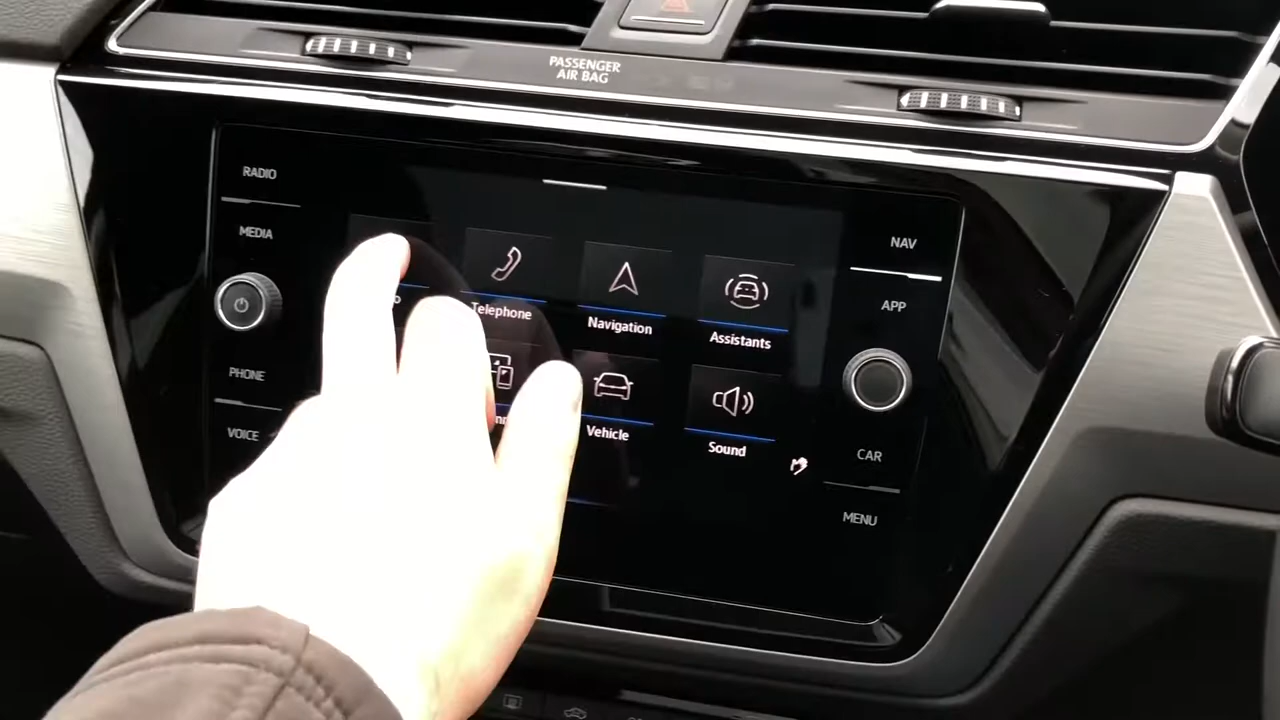 PASSENGER
AIR BAG
RADIO
MEDIA
PHONE
VOICE
Telephone
Navigation
Assistants
Vehicle
Sound
NAV
APP
CAR
MENU